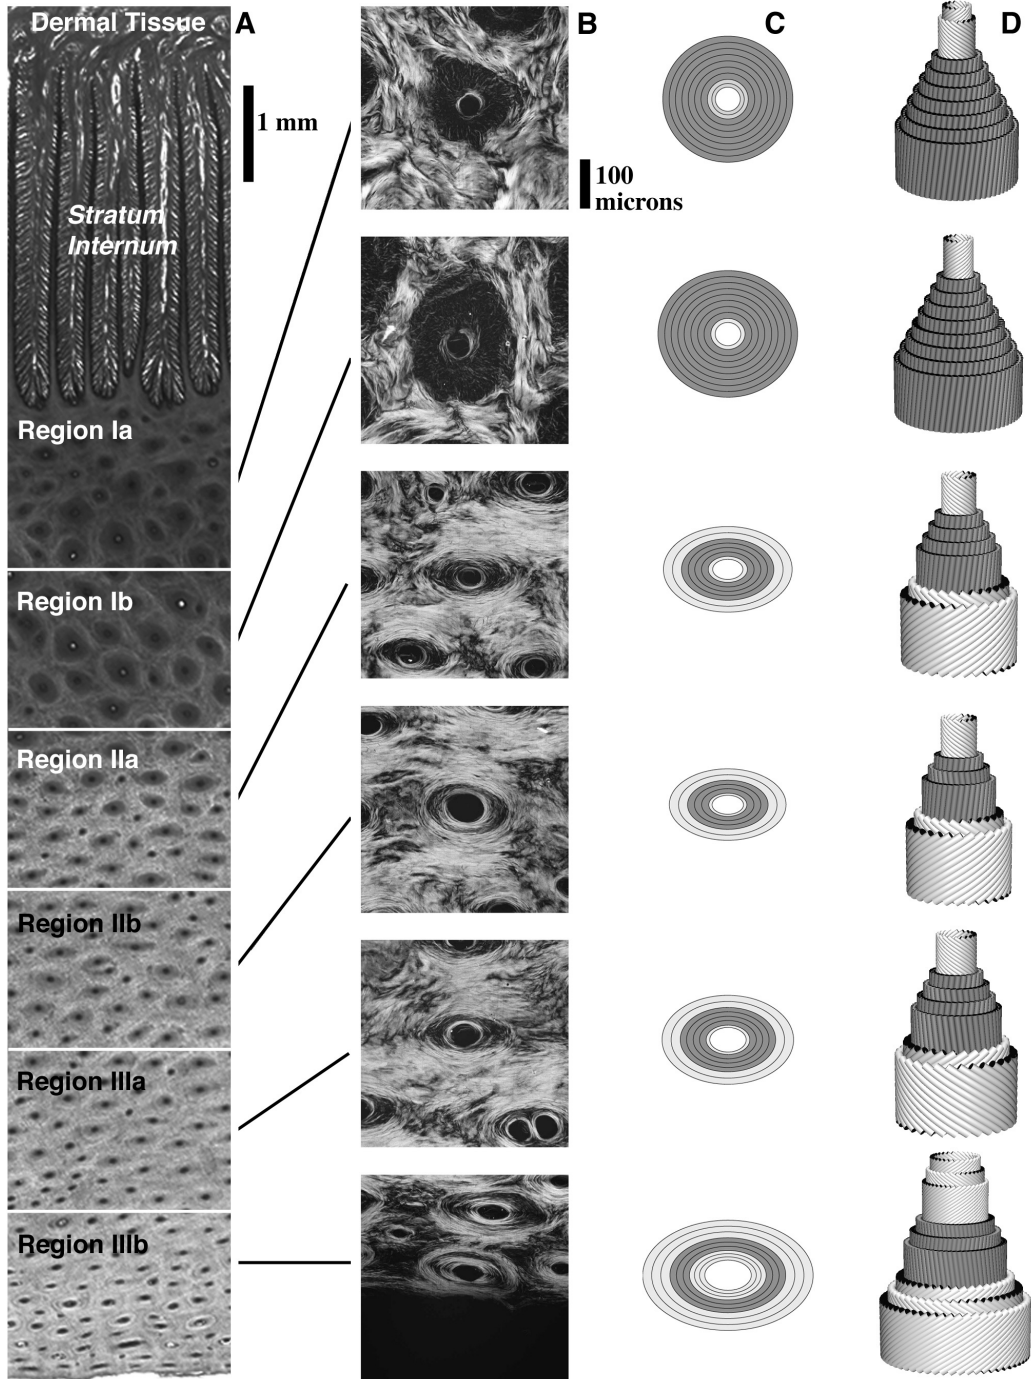 Dermal Tissue
A
B
C
D
1 mm
100
microns
Stratum
Internum
Region Ia
Region Ib
Region IIa
Region IIb
Region IIIa
Region IIIb